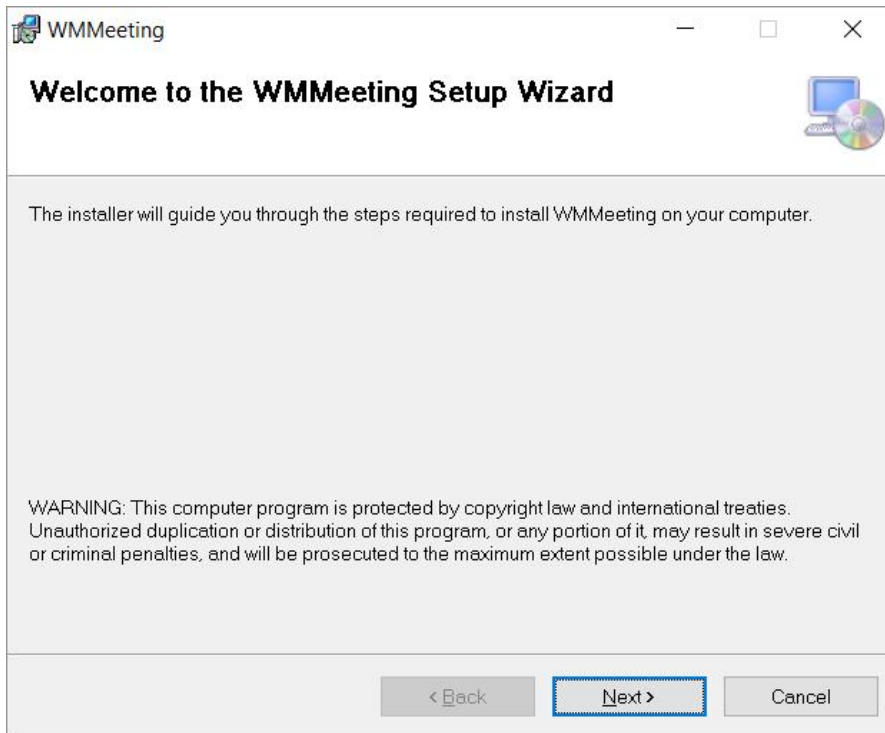 WMMeeting
Welcome to the WMMeeting Setup Wizard
The installer will guide you through the steps required to install WMMeeting on your computer.
WARNING: This computer program is protected by copyright law and international treaties.
Unauthorized duplication or distribution of this program, or any portion of it, may result in severe civil
or criminal penalties, and will be prosecuted to the maximum extent possible under the law.
< Back Next > Cancel